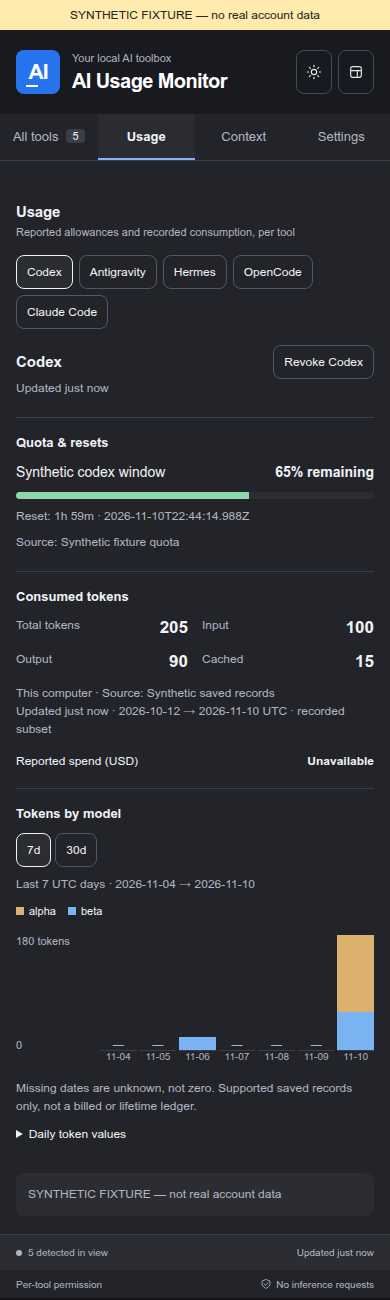 SYNTHETIC FIXTURE — no real account data
AI
Your local AI toolbox
AI Usage Monitor
All tools 5
Usage
Context
Settings
Usage
Reported allowances and recorded consumption, per tool
Codex
Antigravity
Hermes
OpenCode
Claude Code
Codex
Revoke Codex
Updated just now
Quota & resets
Synthetic codex window
65% remaining
Reset: 1h 59m · 2026-11-10T22:44:14.988Z
Source: Synthetic fixture quota
Consumed tokens
Total tokens 205
Input 100
Output 90
Cached 15
This computer · Source: Synthetic saved records
Updated just now · 2026-10-12 → 2026-11-10 UTC · recorded
subset
Reported spend (USD)
Unavailable
Tokens by model
7d
30d
Last 7 UTC days · 2026-11-04 → 2026-11-10
alpha
beta
180 tokens
0
— — — — —
11-04 11-05 11-06 11-07 11-08 11-09 11-10
Missing dates are unknown, not zero. Supported saved records
only, not a billed or lifetime ledger.
Daily token values
SYNTHETIC FIXTURE — not real account data
5 detected in view
Updated just now
Per-tool permission
No inference requests